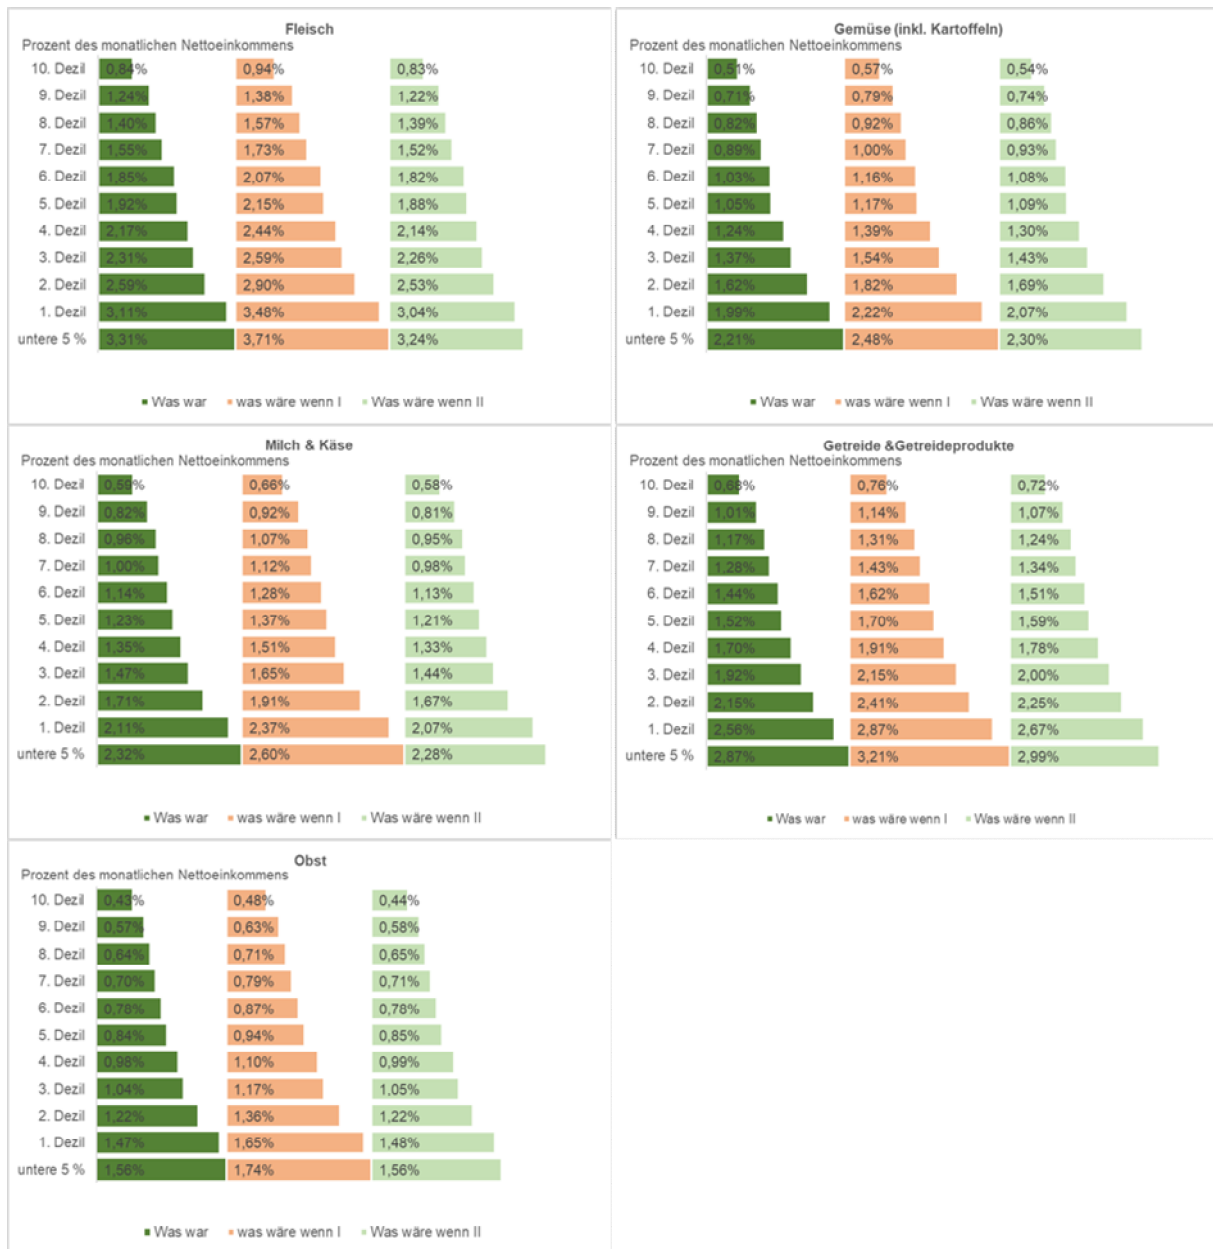 Fleisch
Prozent des monatlichen Nettoeinkommens
10. Dezil 0,84% 0,94% 0,83%
9. Dezil 1,24% 1,38% 1,22%
8. Dezil 1,40% 1,57% 1,39%
7. Dezil 1,55% 1,73% 1,52%
6. Dezil 1,85% 2,07% 1,82%
5. Dezil 1,92% 2,15% 1,88%
4. Dezil 2,17% 2,44% 2,14%
3. Dezil 2,31% 2,59% 2,26%
2. Dezil 2,59% 2,90% 2,53%
1. Dezil 3,11% 3,48% 3,04%
untere 5 % 3,31% 3,71% 3,24%
Was war was wäre wenn I Was wäre wenn II
Gemüse (inkl. Kartoffeln)
Prozent des monatlichen Nettoeinkommens
10. Dezil 0,51% 0,57% 0,54%
9. Dezil 0,71% 0,79% 0,74%
8. Dezil 0,82% 0,92% 0,86%
7. Dezil 0,89% 1,00% 0,93%
6. Dezil 1,03% 1,16% 1,08%
5. Dezil 1,05% 1,17% 1,09%
4. Dezil 1,24% 1,39% 1,30%
3. Dezil 1,37% 1,54% 1,43%
2. Dezil 1,62% 1,82% 1,69%
1. Dezil 1,99% 2,22% 2,07%
untere 5 % 2,21% 2,48% 2,30%
Was war was wäre wenn I Was wäre wenn II
Milch & Käse
Prozent des monatlichen Nettoeinkommens
10. Dezil 0,59% 0,66% 0,58%
9. Dezil 0,82% 0,92% 0,81%
8. Dezil 0,96% 1,07% 0,95%
7. Dezil 1,00% 1,12% 0,98%
6. Dezil 1,14% 1,28% 1,13%
5. Dezil 1,23% 1,37% 1,21%
4. Dezil 1,35% 1,51% 1,33%
3. Dezil 1,47% 1,65% 1,44%
2. Dezil 1,71% 1,91% 1,67%
1. Dezil 2,11% 2,37% 2,07%
untere 5 % 2,32% 2,60% 2,28%
Was war was wäre wenn I Was wäre wenn II
Getreide &Getreideprodukte
Prozent des monatlichen Nettoeinkommens
10. Dezil 0,68% 0,76% 0,72%
9. Dezil 1,01% 1,14% 1,07%
8. Dezil 1,17% 1,31% 1,24%
7. Dezil 1,28% 1,43% 1,34%
6. Dezil 1,44% 1,62% 1,51%
5. Dezil 1,52% 1,70% 1,59%
4. Dezil 1,70% 1,91% 1,78%
3. Dezil 1,92% 2,15% 2,00%
2. Dezil 2,15% 2,41% 2,25%
1. Dezil 2,56% 2,87% 2,67%
untere 5 % 2,87% 3,21% 2,99%
Was war was wäre wenn I Was wäre wenn II
Obst
Prozent des monatlichen Nettoeinkommens
10. Dezil 0,43% 0,48% 0,44%
9. Dezil 0,57% 0,63% 0,58%
8. Dezil 0,64% 0,71% 0,65%
7. Dezil 0,70% 0,79% 0,71%
6. Dezil 0,78% 0,87% 0,78%
5. Dezil 0,84% 0,94% 0,85%
4. Dezil 0,98% 1,10% 0,99%
3. Dezil 1,04% 1,17% 1,05%
2. Dezil 1,22% 1,36% 1,22%
1. Dezil 1,47% 1,65% 1,48%
untere 5 % 1,56% 1,74% 1,56%
Was war was wäre wenn I Was wäre wenn II